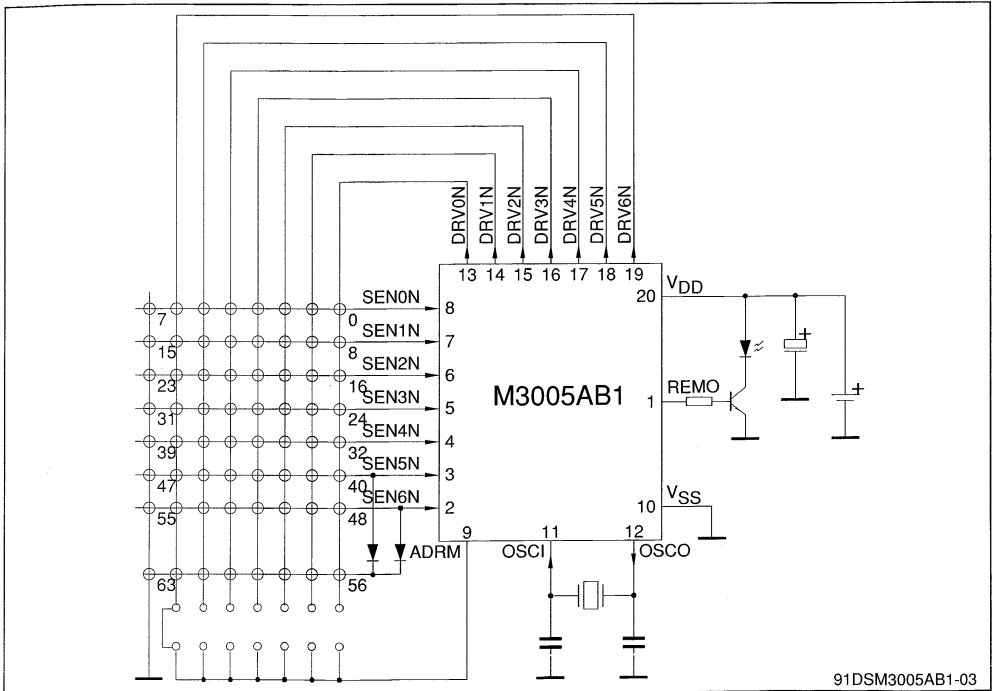 DRV0N
DRV1N
DRV2N
DRV3N
DRV4N
DRV5N
DRV6N
13 14 15 16 17 18 19
SEN0N 8
7 0
SEN1N 7
15 8
SEN2N 6
23 16
SEN3N 5
31 24
SEN4N 4
39 32
SEN5N 3
47 40
SEN6N 2
55 48
63 56
M3005AB1
20 VDD
1 REMO
10 VSS
9 11 12
ADRM OSCI OSCO
91DSM3005AB1-03